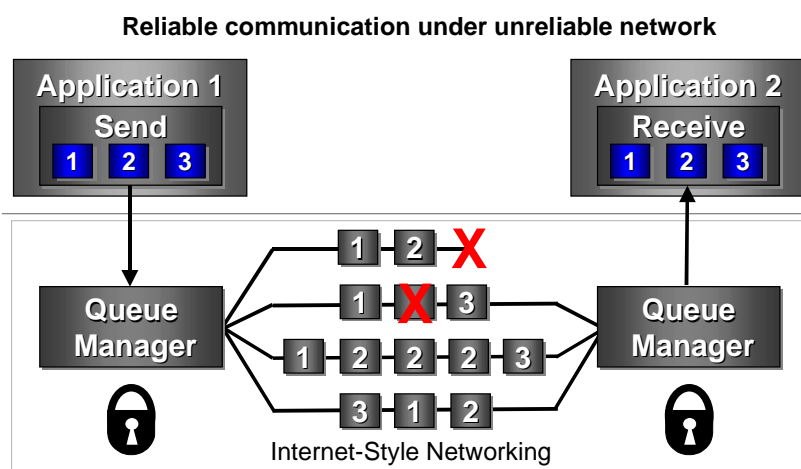 Reliable communication under unreliable network
Application 1
Send
1 2 3
Application 2
Receive
1 2 3
1 2 X
1 X 3
1 2 2 2 3
3 1 2
Queue
Manager
Queue
Manager
Internet-Style Networking